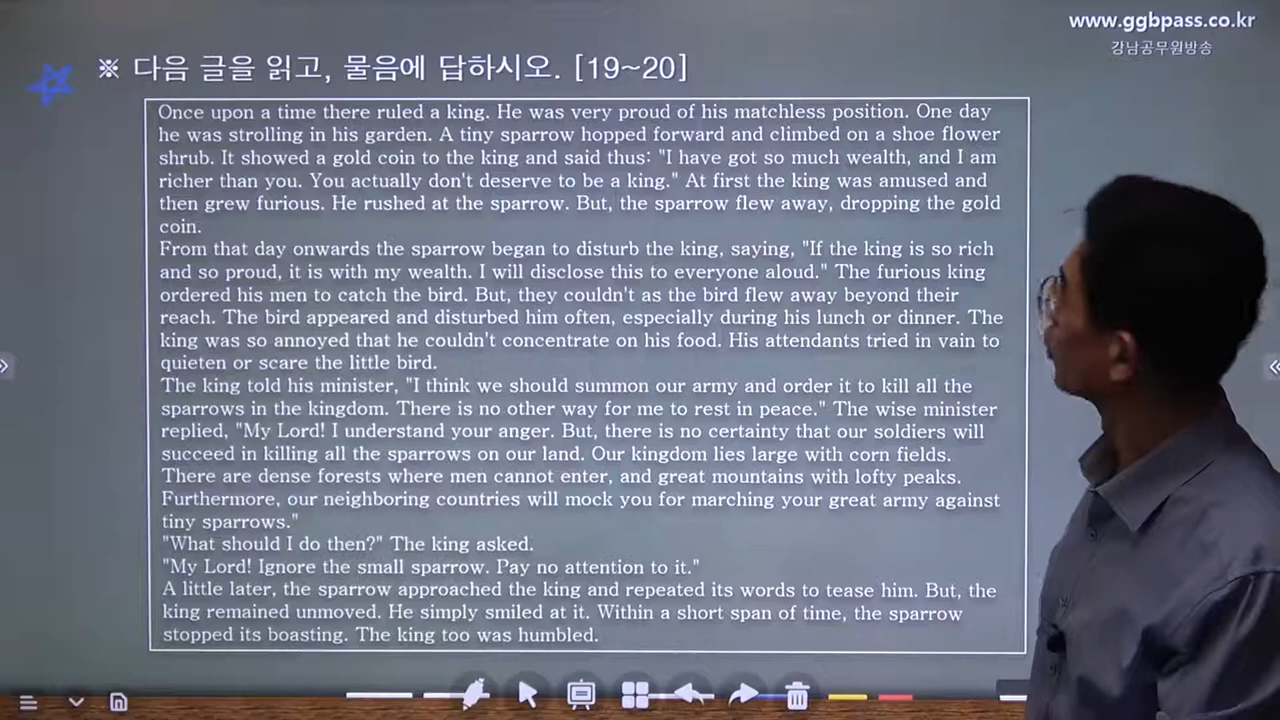 www.ggbpass.co.kr
강남공무원방송
※ 다음 글을 읽고, 물음에 답하시오. [19~20]
Once upon a time there ruled a king. He was very proud of his matchless position. One day
he was strolling in his garden. A tiny sparrow hopped forward and climbed on a shoe flower
shrub. It showed a gold coin to the king and said thus: "I have got so much wealth, and I am
richer than you. You actually don't deserve to be a king." At first the king was amused and
then grew furious. He rushed at the sparrow. But, the sparrow flew away, dropping the gold
coin.
From that day onwards the sparrow began to disturb the king, saying, "If the king is so rich
and so proud, it is with my wealth. I will disclose this to everyone aloud." The furious king
ordered his men to catch the bird. But, they couldn't as the bird flew away beyond their
reach. The bird appeared and disturbed him often, especially during his lunch or dinner. The
king was so annoyed that he couldn't concentrate on his food. His attendants tried in vain to
quieten or scare the little bird.
The king told his minister, "I think we should summon our army and order it to kill all the
sparrows in the kingdom. There is no other way for me to rest in peace." The wise minister
replied, "My Lord! I understand your anger. But, there is no certainty that our soldiers will
succeed in killing all the sparrows on our land. Our kingdom lies large with corn fields.
There are dense forests where men cannot enter, and great mountains with lofty peaks.
Furthermore, our neighboring countries will mock you for marching your great army against
tiny sparrows."
"What should I do then?" The king asked.
"My Lord! Ignore the small sparrow. Pay no attention to it."
A little later, the sparrow approached the king and repeated its words to tease him. But, the
king remained unmoved. He simply smiled at it. Within a short span of time, the sparrow
stopped its boasting. The king too was humbled.